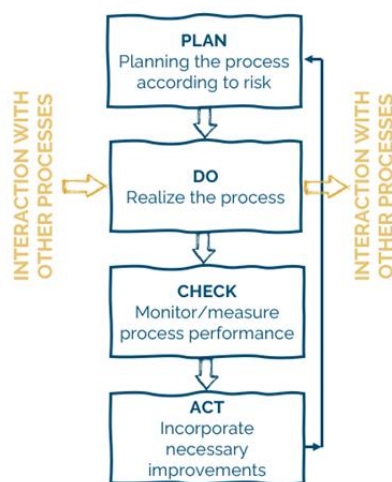 PLAN
Planning the process
according to risk
INTERACTION WITH
OTHER PROCESSES
DO
Realize the process
INTERACTION WITH
OTHER PROCESSES
CHECK
Monitor/measure
process performance
ACT
Incorporate
necessary
improvements